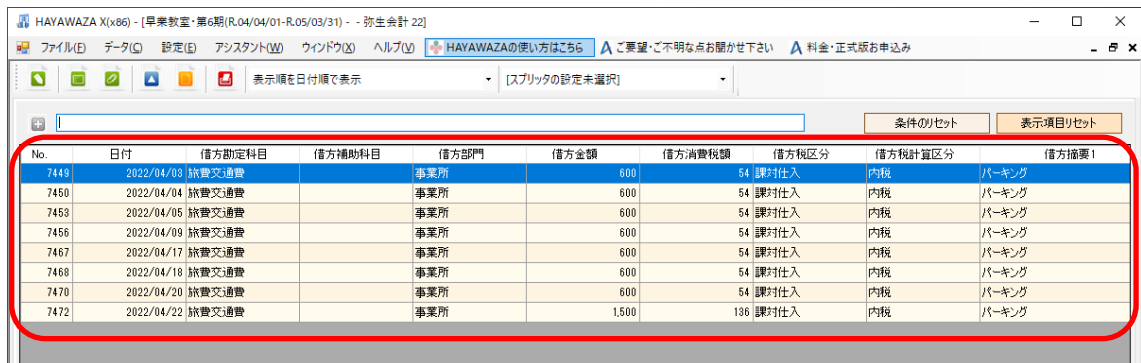 HAYAWAZA X(x86) - [早業教室・第6期(R.04/04/01-R.05/03/31) - - 弥生会計 22]
ファイル(F) データ(C) 設定(E) アシスタント(W) ウィンドウ(X) ヘルプ(V) HAYAWAZAの使い方はこちら ご要望・ご不明な点お聞かせ下さい 料金・正式版お申込み
表示順を日付順で表示 [スプリッタの設定未選択]
条件のリセット 表示項目リセット
No. 日付 借方勘定科目 借方補助科目 借方部門 借方金額 借方消費税額 借方税区分 借方税計算区分 借方摘要1
7449 2022/04/03 旅費交通費 事業所 600 54 課対仕入 内税 パーキング
7450 2022/04/04 旅費交通費 事業所 600 54 課対仕入 内税 パーキング
7453 2022/04/05 旅費交通費 事業所 600 54 課対仕入 内税 パーキング
7456 2022/04/09 旅費交通費 事業所 600 54 課対仕入 内税 パーキング
7467 2022/04/17 旅費交通費 事業所 600 54 課対仕入 内税 パーキング
7468 2022/04/18 旅費交通費 事業所 600 54 課対仕入 内税 パーキング
7470 2022/04/20 旅費交通費 事業所 600 54 課対仕入 内税 パーキング
7472 2022/04/22 旅費交通費 事業所 1,500 136 課対仕入 内税 パーキング